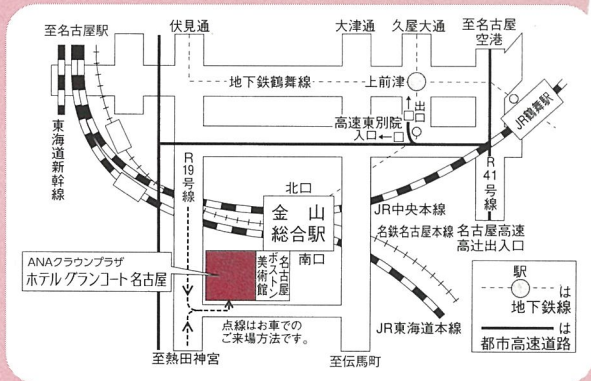 至名古屋駅
伏見通
大津通
久屋大通
至名古屋
空港
地下鉄鶴舞線
上前津
出口
高速東別院
入口
JR鶴舞駅
東海道新幹線
R19号線
R41号線
北口
金山
総合駅
南口
JR中央本線
名鉄名古屋本線
名古屋高速
高辻出入口
ANAクラウンプラザ
ホテルグランコート名古屋
名古屋
ボストン
美術館
点線はお車での
ご来場方法です。
JR東海道本線
至熱田神宮
至伝馬町
駅
は
地下鉄線
は
都市高速道路